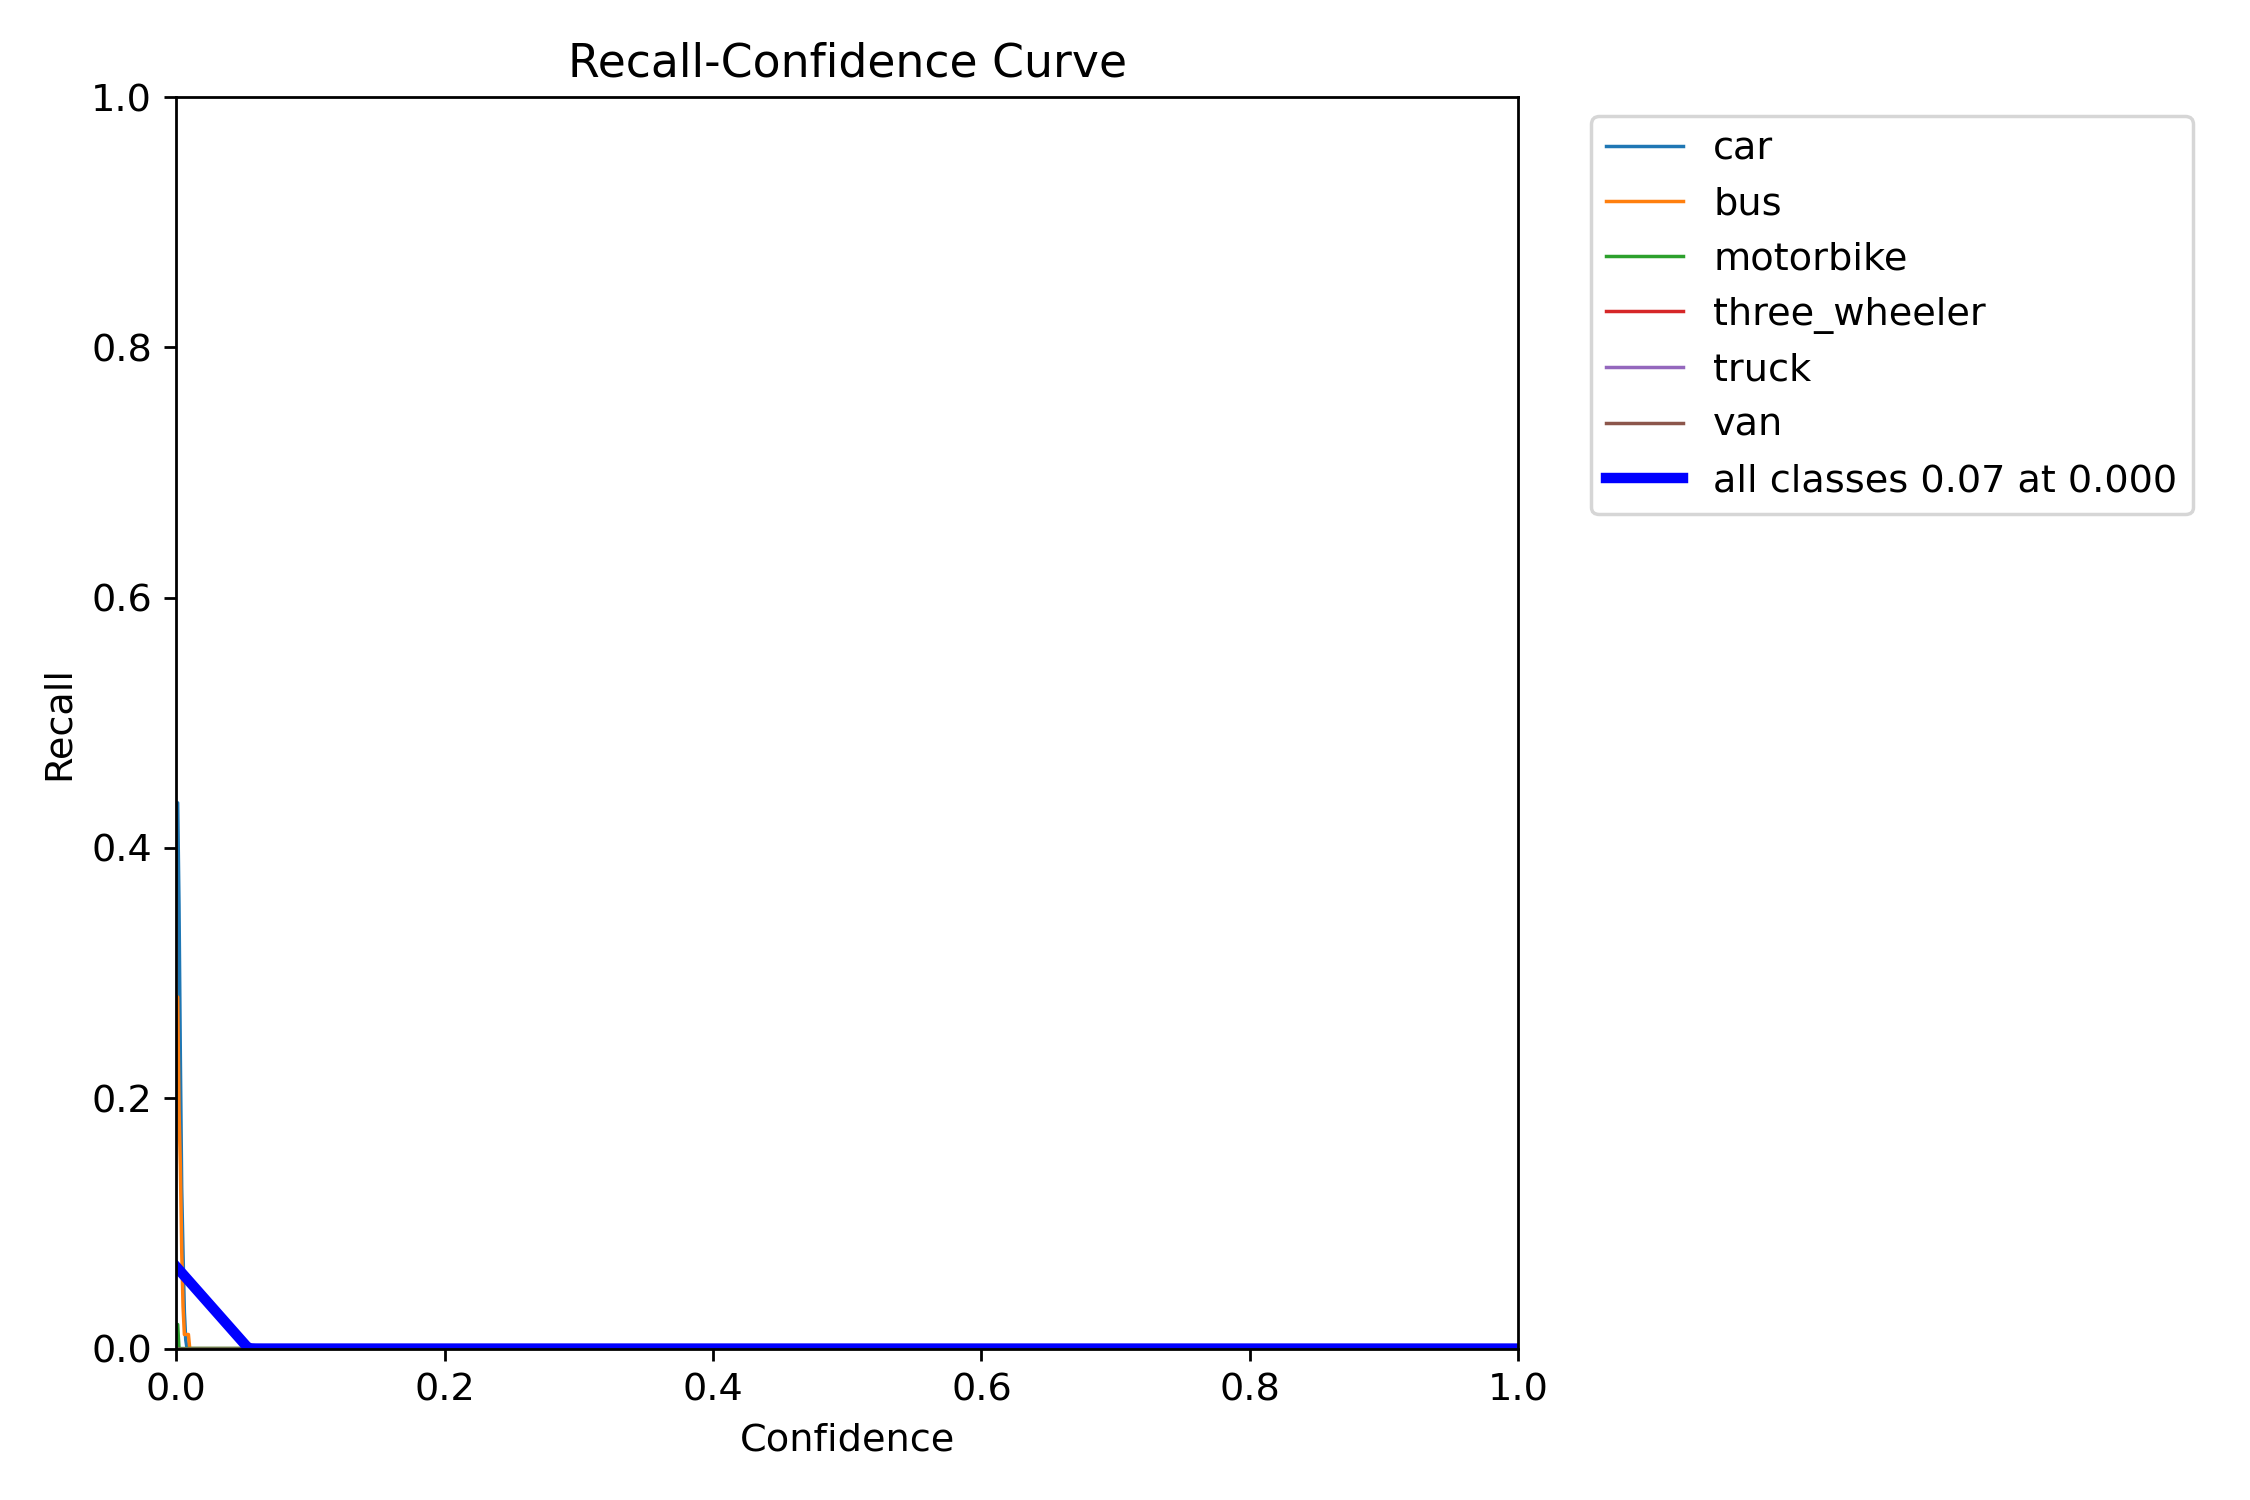 Recall-Confidence Curve
1.0
0.8
0.6
0.4
0.2
0.0
Recall
0.0 0.2 0.4 0.6 0.8 1.0
Confidence
car
bus
motorbike
three_wheeler
truck
van
all classes 0.07 at 0.000